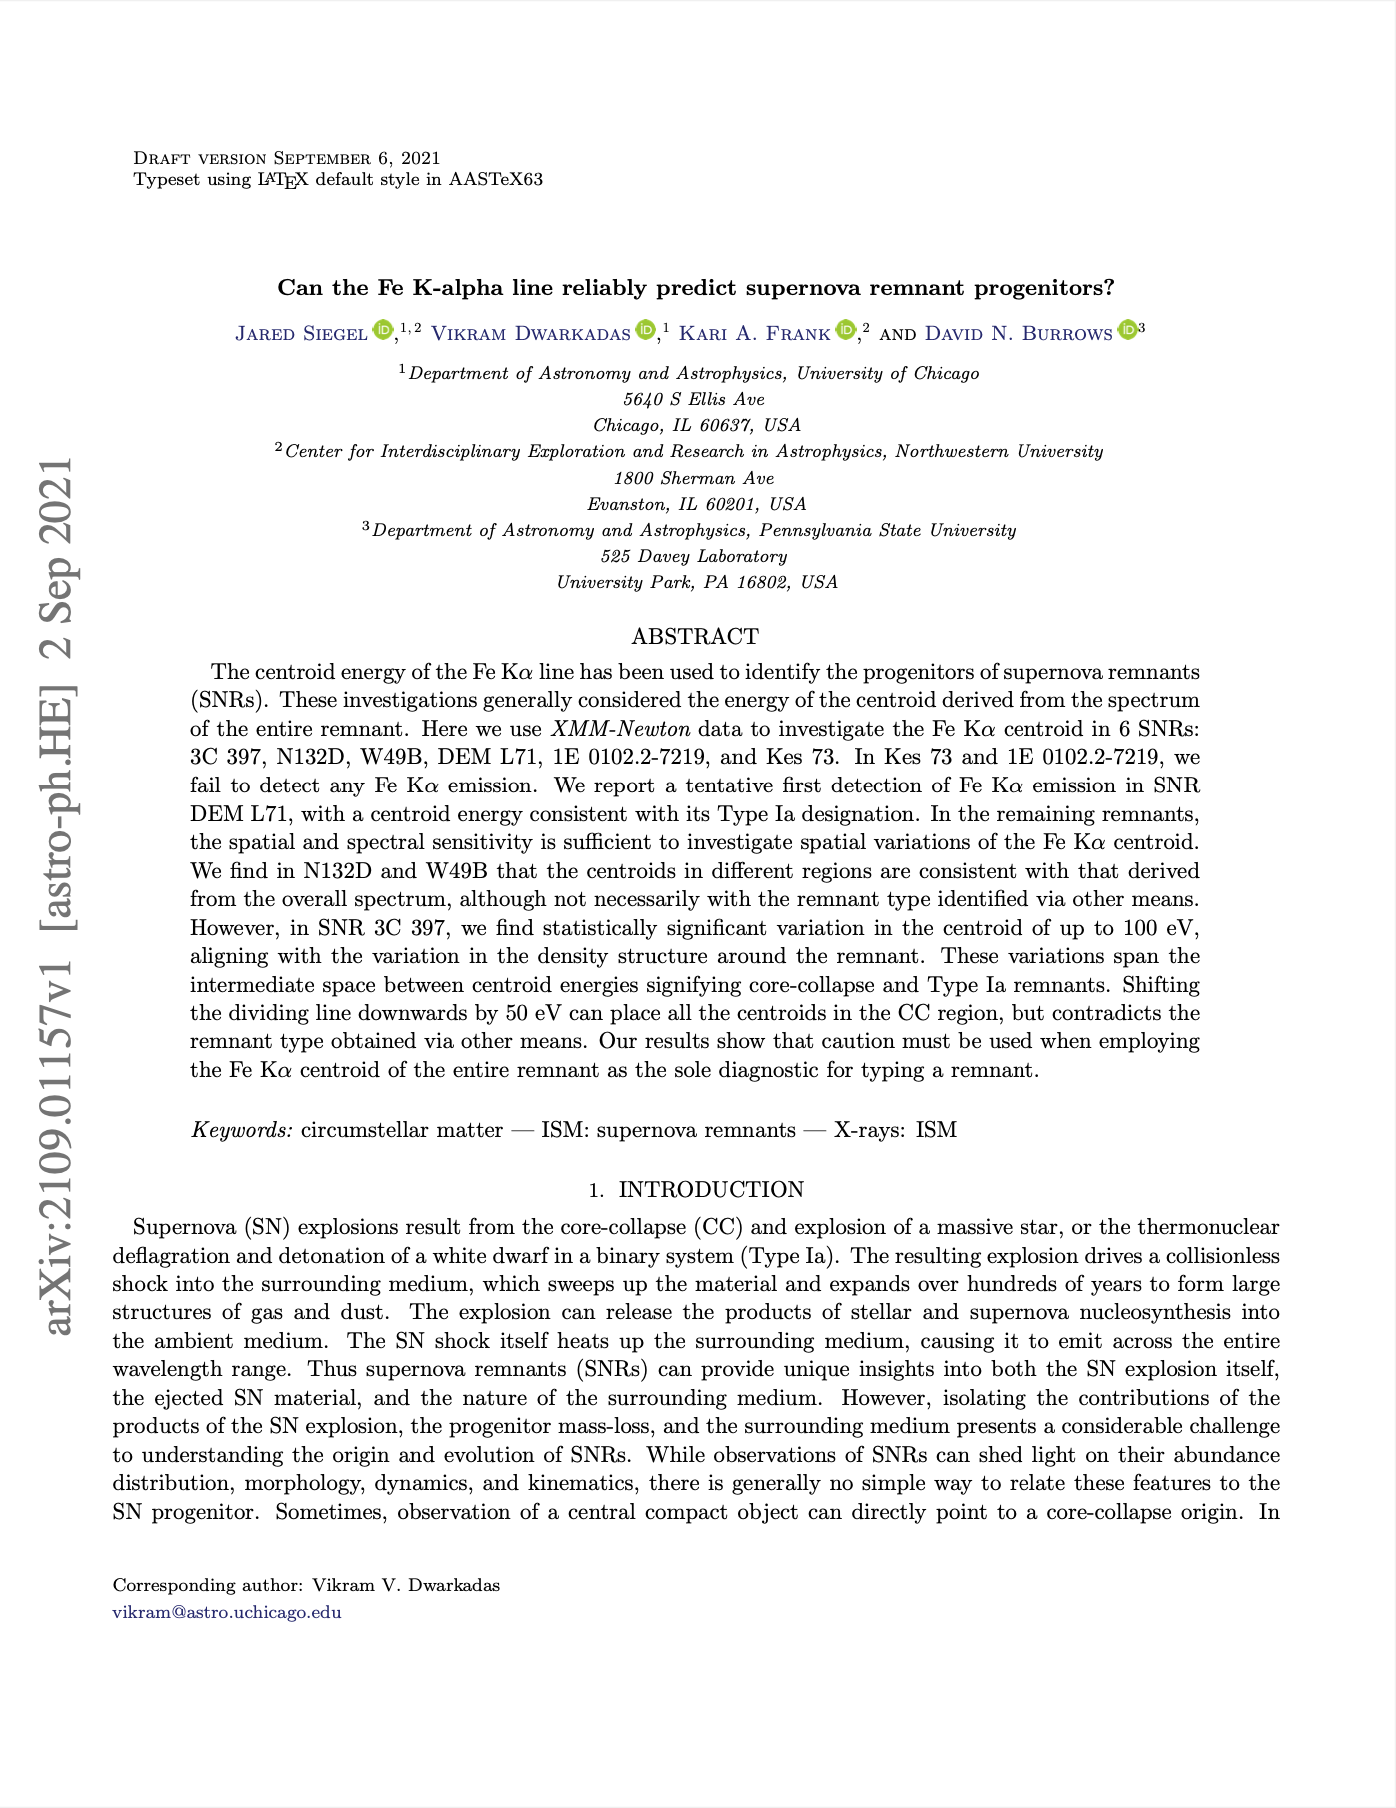 DRAFT VERSION SEPTEMBER 6, 2021
Typeset using LATEX default style in AASTeX63
Can the Fe K-alpha line reliably predict supernova remnant progenitors?
JARED SIEGEL iD,1,2 VIKRAM DWARKADAS iD,1 KARI A. FRANK iD,2 AND DAVID N. BURROWS iD3
1Department of Astronomy and Astrophysics, University of Chicago
5640 S Ellis Ave
Chicago, IL 60637, USA
2Center for Interdisciplinary Exploration and Research in Astrophysics, Northwestern University
1800 Sherman Ave
Evanston, IL 60201, USA
3Department of Astronomy and Astrophysics, Pennsylvania State University
525 Davey Laboratory
University Park, PA 16802, USA
ABSTRACT
The centroid energy of the Fe Kα line has been used to identify the progenitors of supernova remnants
(SNRs). These investigations generally considered the energy of the centroid derived from the spectrum
of the entire remnant. Here we use XMM-Newton data to investigate the Fe Kα centroid in 6 SNRs:
3C 397, N132D, W49B, DEM L71, 1E 0102.2-7219, and Kes 73. In Kes 73 and 1E 0102.2-7219, we
fail to detect any Fe Kα emission. We report a tentative first detection of Fe Kα emission in SNR
DEM L71, with a centroid energy consistent with its Type Ia designation. In the remaining remnants,
the spatial and spectral sensitivity is sufficient to investigate spatial variations of the Fe Kα centroid.
We find in N132D and W49B that the centroids in different regions are consistent with that derived
from the overall spectrum, although not necessarily with the remnant type identified via other means.
However, in SNR 3C 397, we find statistically significant variation in the centroid of up to 100 eV,
aligning with the variation in the density structure around the remnant. These variations span the
intermediate space between centroid energies signifying core-collapse and Type Ia remnants. Shifting
the dividing line downwards by 50 eV can place all the centroids in the CC region, but contradicts the
remnant type obtained via other means. Our results show that caution must be used when employing
the Fe Kα centroid of the entire remnant as the sole diagnostic for typing a remnant.
Keywords: circumstellar matter — ISM: supernova remnants — X-rays: ISM
1. INTRODUCTION
Supernova (SN) explosions result from the core-collapse (CC) and explosion of a massive star, or the thermonuclear
deflagration and detonation of a white dwarf in a binary system (Type Ia). The resulting explosion drives a collisionless
shock into the surrounding medium, which sweeps up the material and expands over hundreds of years to form large
structures of gas and dust. The explosion can release the products of stellar and supernova nucleosynthesis into
the ambient medium. The SN shock itself heats up the surrounding medium, causing it to emit across the entire
wavelength range. Thus supernova remnants (SNRs) can provide unique insights into both the SN explosion itself,
the ejected SN material, and the nature of the surrounding medium. However, isolating the contributions of the
products of the SN explosion, the progenitor mass-loss, and the surrounding medium presents a considerable challenge
to understanding the origin and evolution of SNRs. While observations of SNRs can shed light on their abundance
distribution, morphology, dynamics, and kinematics, there is generally no simple way to relate these features to the
SN progenitor. Sometimes, observation of a central compact object can directly point to a core-collapse origin. In
Corresponding author: Vikram V. Dwarkadas
vikram@astro.uchicago.edu
arXiv:2109.01157v1 [astro-ph.HE] 2 Sep 2021